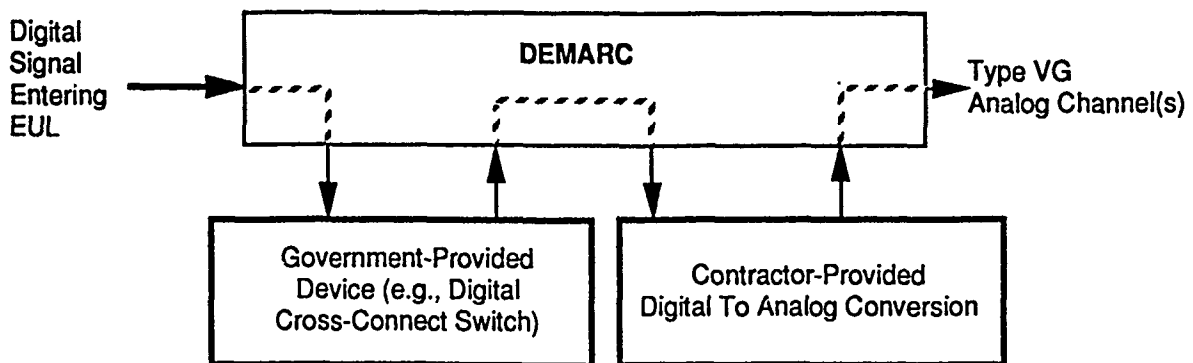 Digital
Signal
Entering
EUL
DEMARC
Type VG
Analog Channel(s)
Government-Provided
Device (e.g., Digital
Cross-Connect Switch)
Contractor-Provided
Digital To Analog Conversion